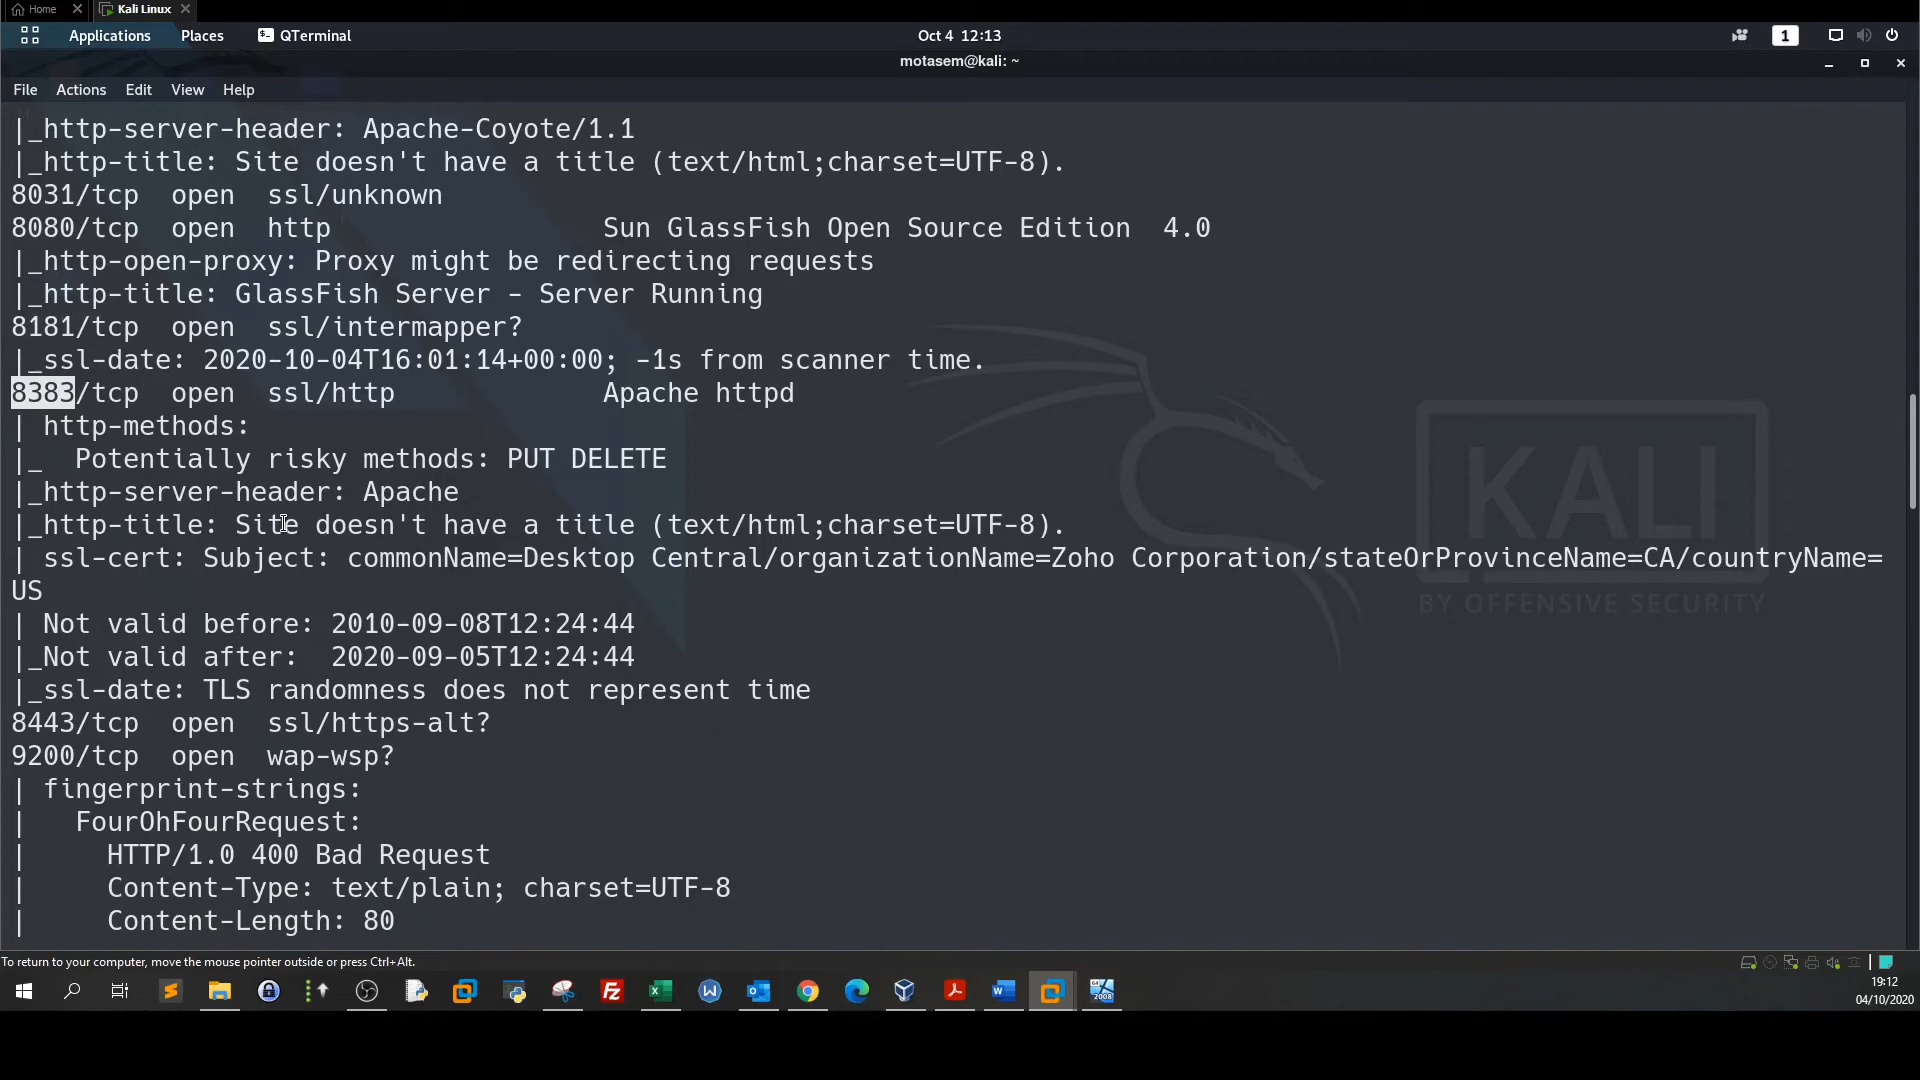 Home
Kali Linux
Applications Places QTerminal Oct 4 12:13 1
motasem@kali: ~
File Actions Edit View Help
|_http-server-header: Apache-Coyote/1.1
|_http-title: Site doesn't have a title (text/html;charset=UTF-8).
8031/tcp open ssl/unknown
8080/tcp open http Sun GlassFish Open Source Edition 4.0
|_http-open-proxy: Proxy might be redirecting requests
|_http-title: GlassFish Server - Server Running
8181/tcp open ssl/intermapper?
|_ssl-date: 2020-10-04T16:01:14+00:00; -1s from scanner time.
8383/tcp open ssl/http Apache httpd
| http-methods:
|_ Potentially risky methods: PUT DELETE
|_http-server-header: Apache
|_http-title: Site doesn't have a title (text/html;charset=UTF-8).
| ssl-cert: Subject: commonName=Desktop Central/organizationName=Zoho Corporation/stateOrProvinceName=CA/countryName=
US
| Not valid before: 2010-09-08T12:24:44
|_Not valid after: 2020-09-05T12:24:44
|_ssl-date: TLS randomness does not represent time
8443/tcp open ssl/https-alt?
9200/tcp open wap-wsp?
| fingerprint-strings:
| FourOhFourRequest:
| HTTP/1.0 400 Bad Request
| Content-Type: text/plain; charset=UTF-8
| Content-Length: 80
KALI
BY OFFENSIVE SECURITY
To return to your computer, move the mouse pointer outside or press Ctrl+Alt.
19:12
04/10/2020
2008